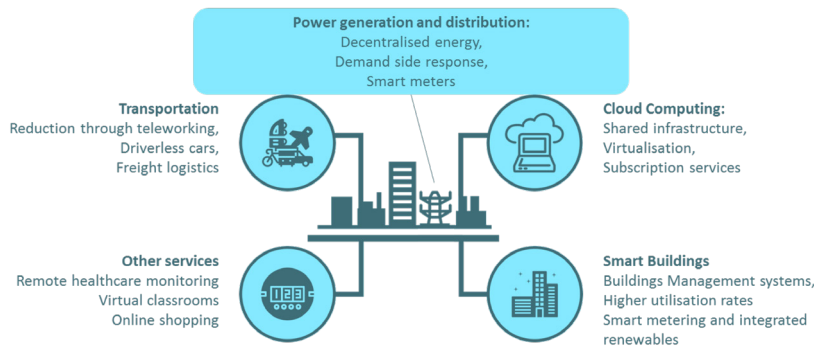 Power generation and distribution:
Decentralised energy,
Demand side response,
Smart meters
Transportation
Reduction through teleworking,
Driverless cars,
Freight logistics
Cloud Computing:
Shared infrastructure,
Virtualisation,
Subscription services
Other services
Remote healthcare monitoring
Virtual classrooms
Online shopping
123
Smart Buildings
Buildings Management systems,
Higher utilisation rates
Smart metering and integrated
renewables